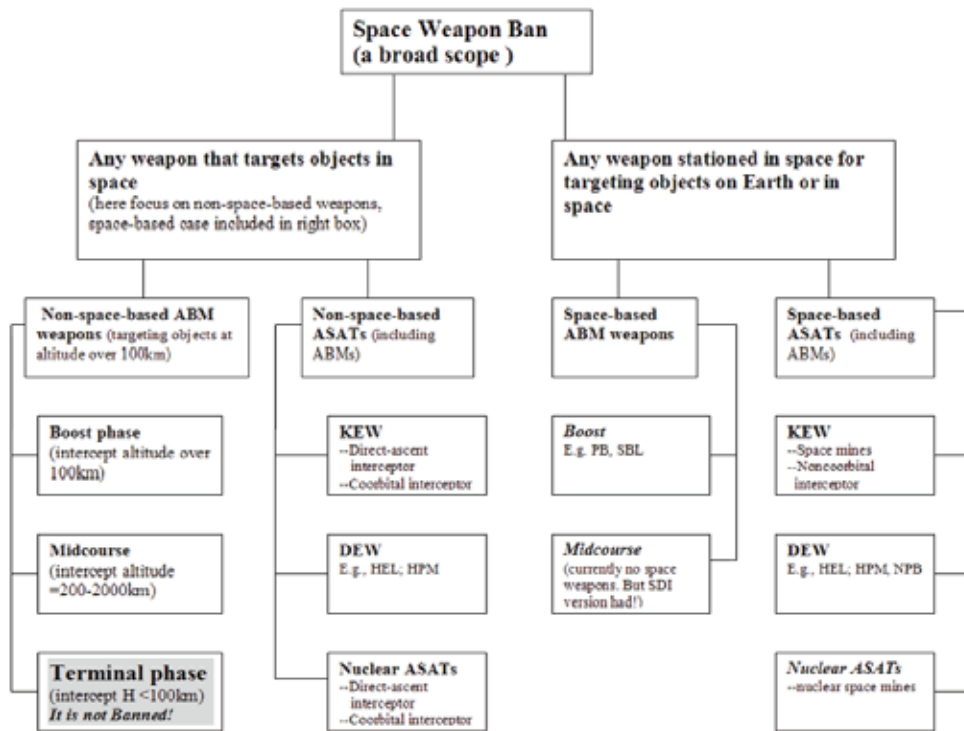 Space Weapon Ban
(a broad scope )
Any weapon that targets objects in
space
(here focus on non-space-based weapons,
space-based case included in right box)
Any weapon stationed in space for
targeting objects on Earth or in
space
Non-space-based ABM
weapons (targeting objects at
altitude over 100km)
Non-space-based
ASATs (including
ABMs)
Space-based
ABM weapons
Space-based
ASATs (including
ABMs)
Boost phase
(intercept altitude over
100km)
KEW
--Direct-ascent
interceptor
--Coorbital interceptor
Boost
E.g. PB, SBL
KEW
--Space mines
--Noncorbital
interceptor
Midcourse
(intercept altitude
=200-2000km)
DEW
E.g., HEL; HPM
Midcourse
(currently no space
weapons. But SDI
version had!)
DEW
E.g., HEL; HPM, NPB
Terminal phase
(intercept H <100km)
It is not Banned!
Nuclear ASATs
--Direct-ascent
interceptor
--Coorbital interceptor
Nuclear ASATs
--nuclear space mines